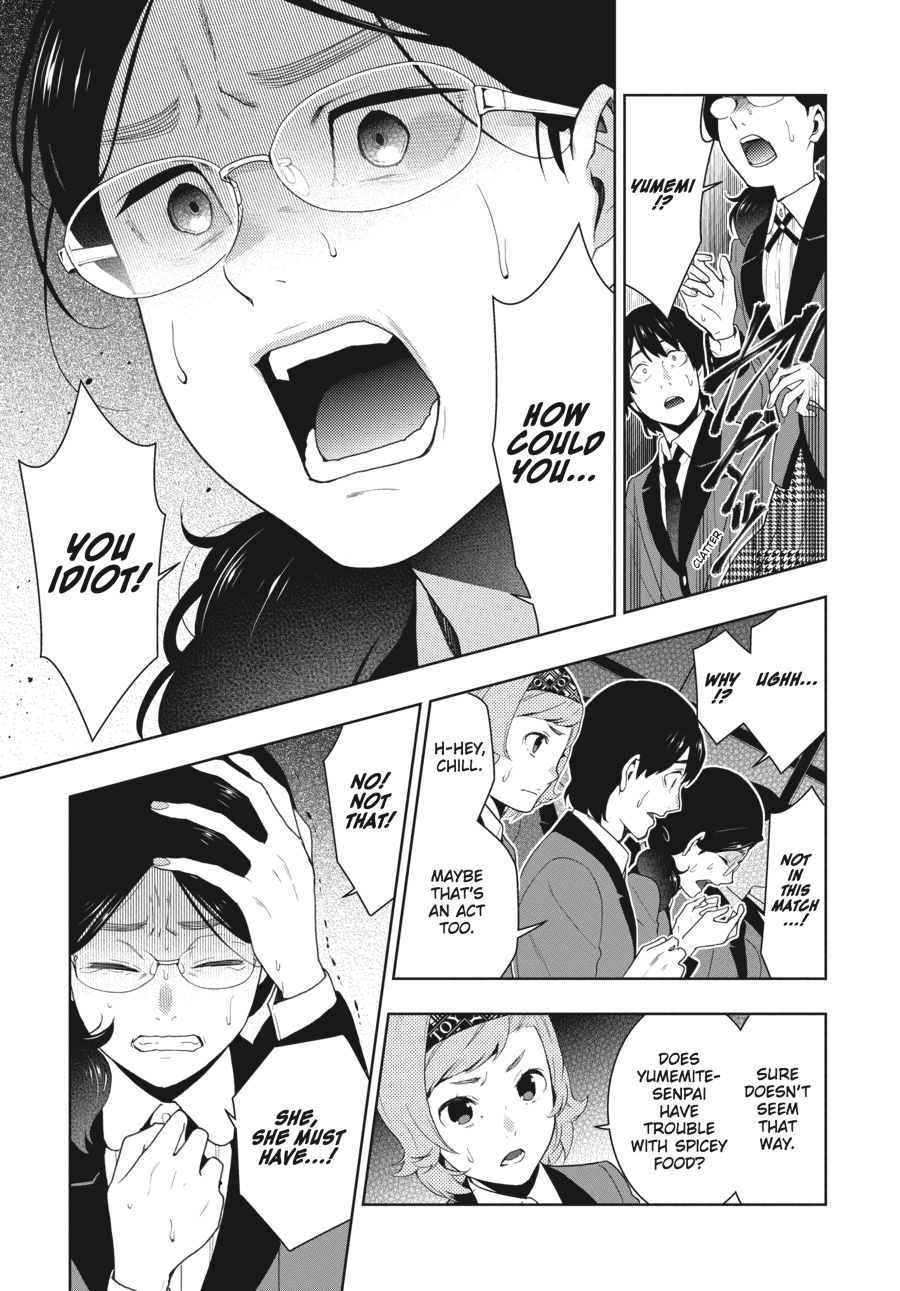 YUMEMI
!?
CLATTER
HOW
COULD
YOU...
YOU
IDIOT!
UGHH...
WHY
!?
NOT
IN THIS
MATCH
...!
H-HEY,
CHILL.
MAYBE
THAT'S
AN ACT
TOO.
NO!
NOT
THAT!
SURE
DOESN'T
SEEM
THAT
WAY.
DOES
YUMEMITE-
SENPAI
HAVE
TROUBLE
WITH SPICEY
FOOD?
TOY
SHE,
SHE MUST
HAVE...!